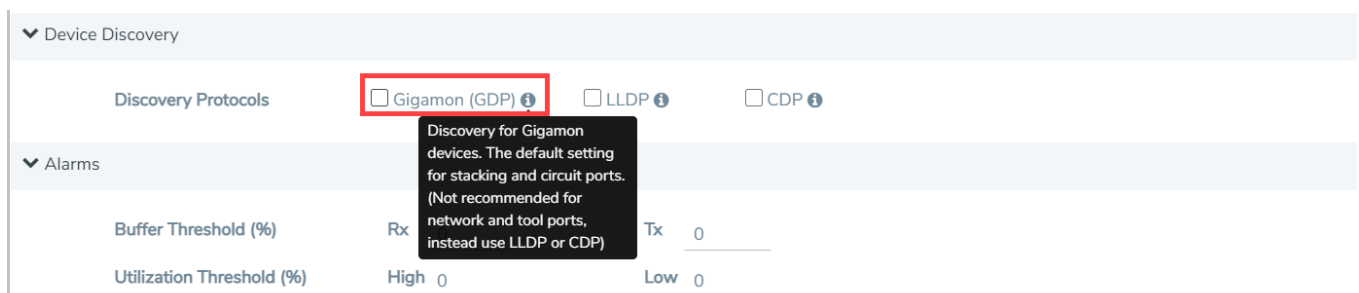 Device Discovery
Discovery Protocols Gigamon (GDP) LLDP CDP
Discovery for Gigamon
devices. The default setting
for stacking and circuit ports.
(Not recommended for
network and tool ports,
instead use LLDP or CDP)
Alarms
Buffer Threshold (%) Rx Tx 0
Utilization Threshold (%) High 0 Low 0